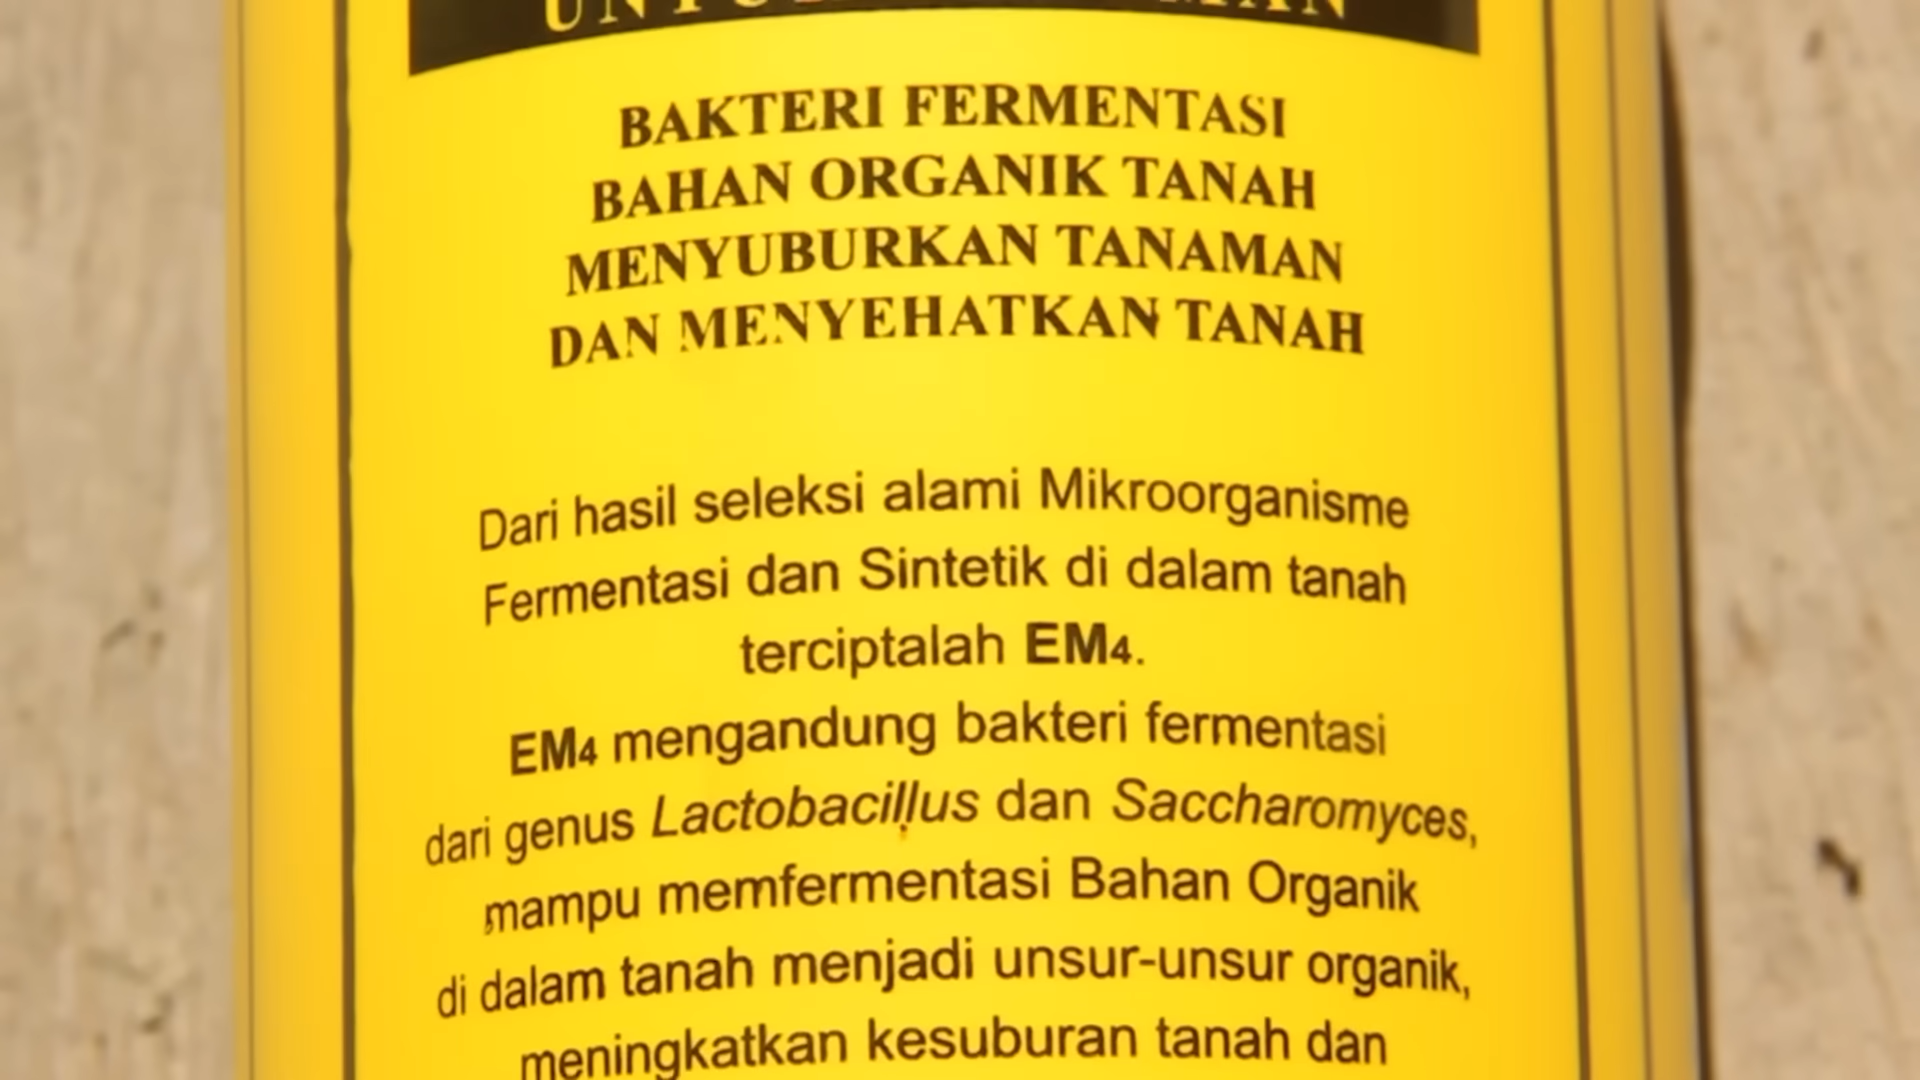 BAKTERI FERMENTASI
BAHAN ORGANIK TANAH
MENYUBURKAN TANAMAN
DAN MENYEHATKAN TANAH
Dari hasil seleksi alami Mikroorganisme
Fermentasi dan Sintetik di dalam tanah
terciptalah EM4.
EM4 mengandung bakteri fermentasi
dari genus Lactobacillus dan Saccharomyces,
mampu memfermentasi Bahan Organik
di dalam tanah menjadi unsur-unsur organik,
meningkatkan kesuburan tanah dan